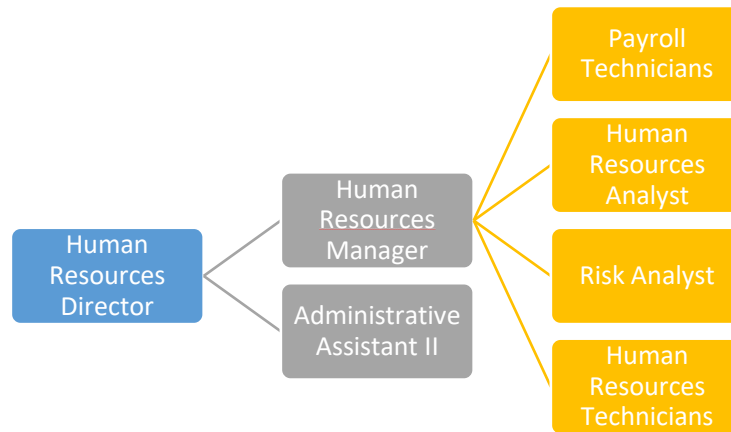 Payroll
Technicians
Human
Resources
Analyst
Human
Resources
Manager
Human
Resources
Director
Risk Analyst
Administrative
Assistant II
Human
Resources
Technicians